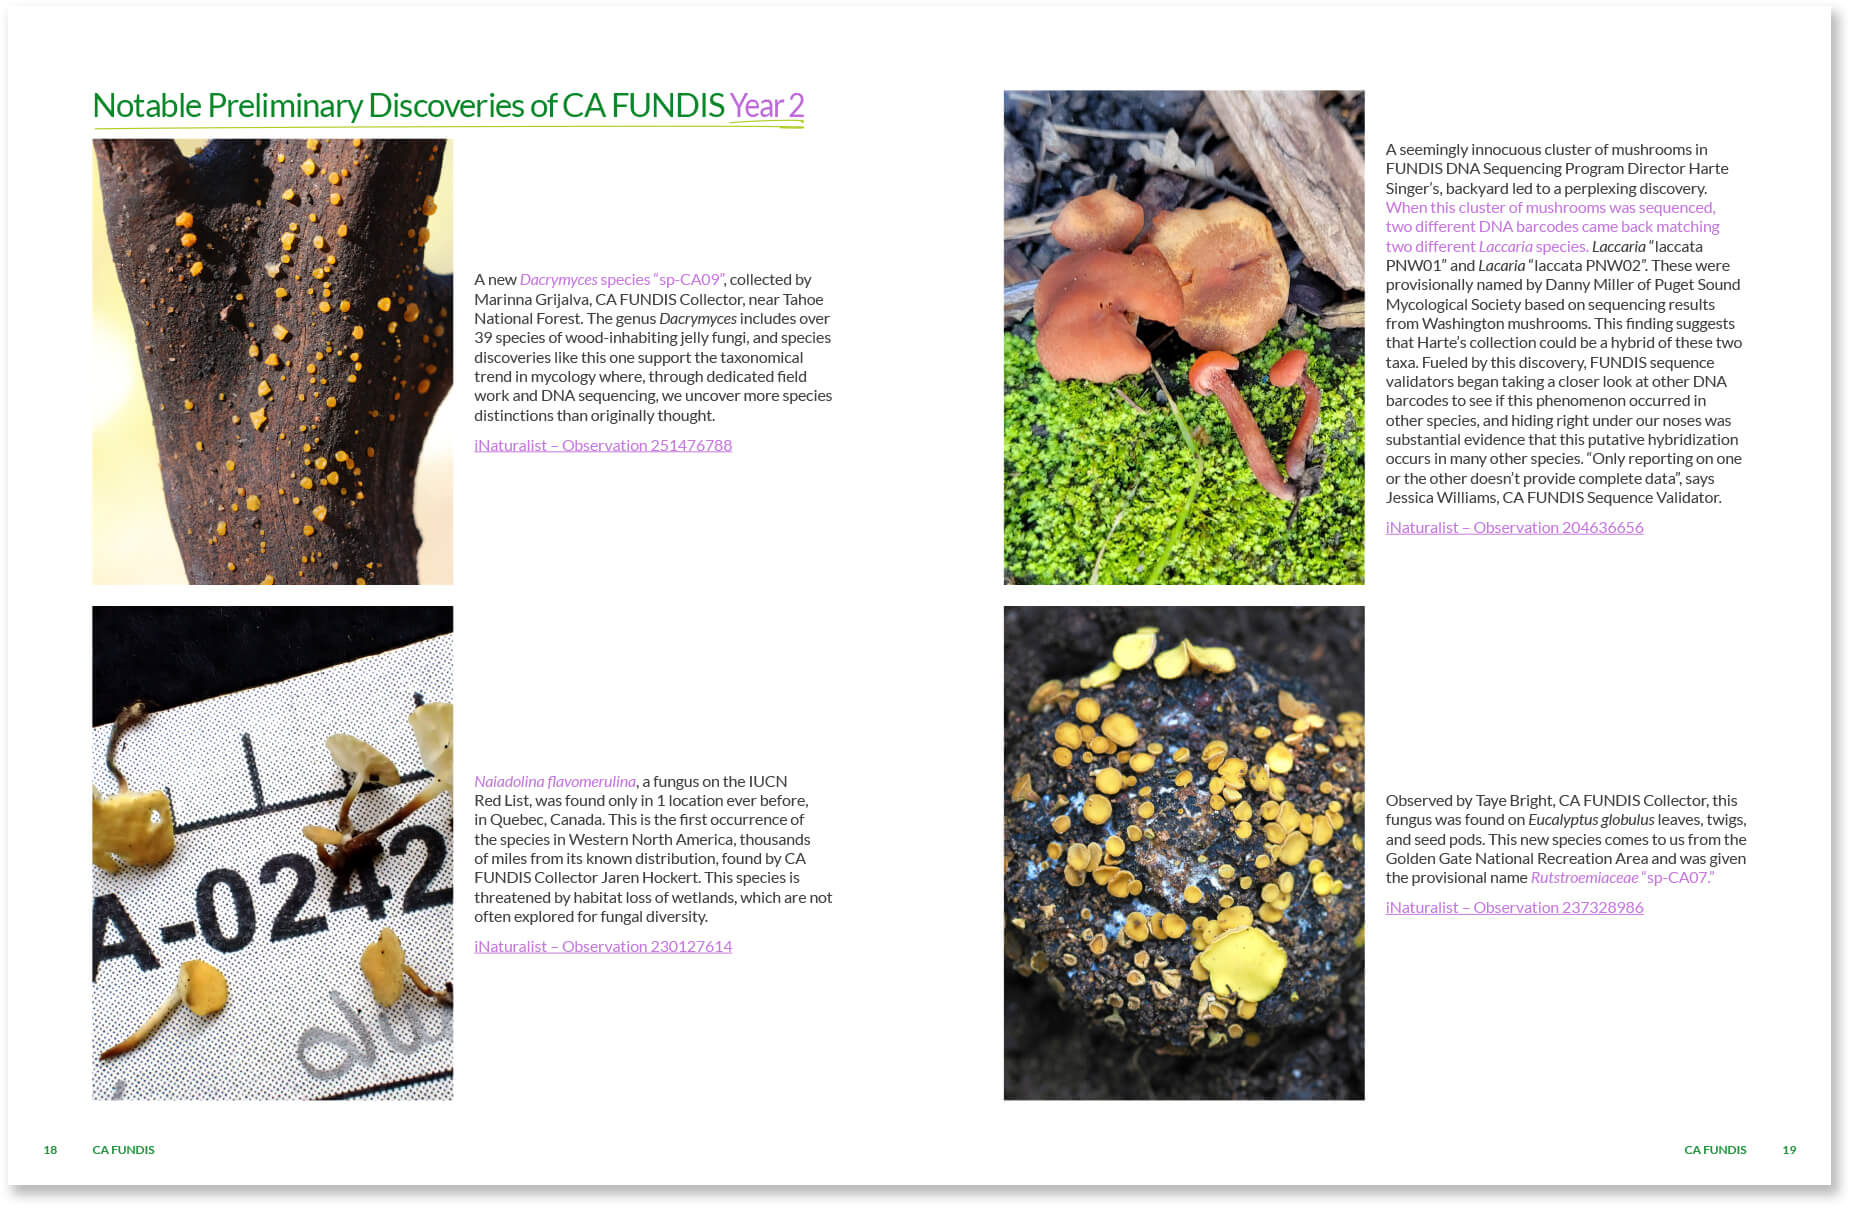 Notable Preliminary Discoveries of CA FUNDIS Year 2
A new Dacrymyces species “sp-CA09”, collected by
Marinna Grijalva, CA FUNDIS Collector, near Tahoe
National Forest. The genus Dacrymyces includes over
39 species of wood-inhabiting jelly fungi, and species
discoveries like this one support the taxonomical
trend in mycology where, through dedicated field
work and DNA sequencing, we uncover more species
distinctions than originally thought.
iNaturalist – Observation 251476788
A-0242
Naiadolina flavomerulina, a fungus on the IUCN
Red List, was found only in 1 location ever before,
in Quebec, Canada. This is the first occurrence of
the species in Western North America, thousands
of miles from its known distribution, found by CA
FUNDIS Collector Jaren Hockert. This species is
threatened by habitat loss of wetlands, which are not
often explored for fungal diversity.
iNaturalist – Observation 230127614
18 CA FUNDIS
A seemingly innocuous cluster of mushrooms in
FUNDIS DNA Sequencing Program Director Harte
Singer’s, backyard led to a perplexing discovery.
When this cluster of mushrooms was sequenced,
two different DNA barcodes came back matching
two different Laccaria species. Laccaria “laccata
PNW01” and Lacaria “laccata PNW02”. These were
provisionally named by Danny Miller of Puget Sound
Mycological Society based on sequencing results
from Washington mushrooms. This finding suggests
that Harte’s collection could be a hybrid of these two
taxa. Fueled by this discovery, FUNDIS sequence
validators began taking a closer look at other DNA
barcodes to see if this phenomenon occurred in
other species, and hiding right under our noses was
substantial evidence that this putative hybridization
occurs in many other species. “Only reporting on one
or the other doesn’t provide complete data”, says
Jessica Williams, CA FUNDIS Sequence Validator.
iNaturalist – Observation 204636656
Observed by Taye Bright, CA FUNDIS Collector, this
fungus was found on Eucalyptus globulus leaves, twigs,
and seed pods. This new species comes to us from the
Golden Gate National Recreation Area and was given
the provisional name Rutstroemiaceae “sp-CA07.”
iNaturalist – Observation 237328986
CA FUNDIS 19